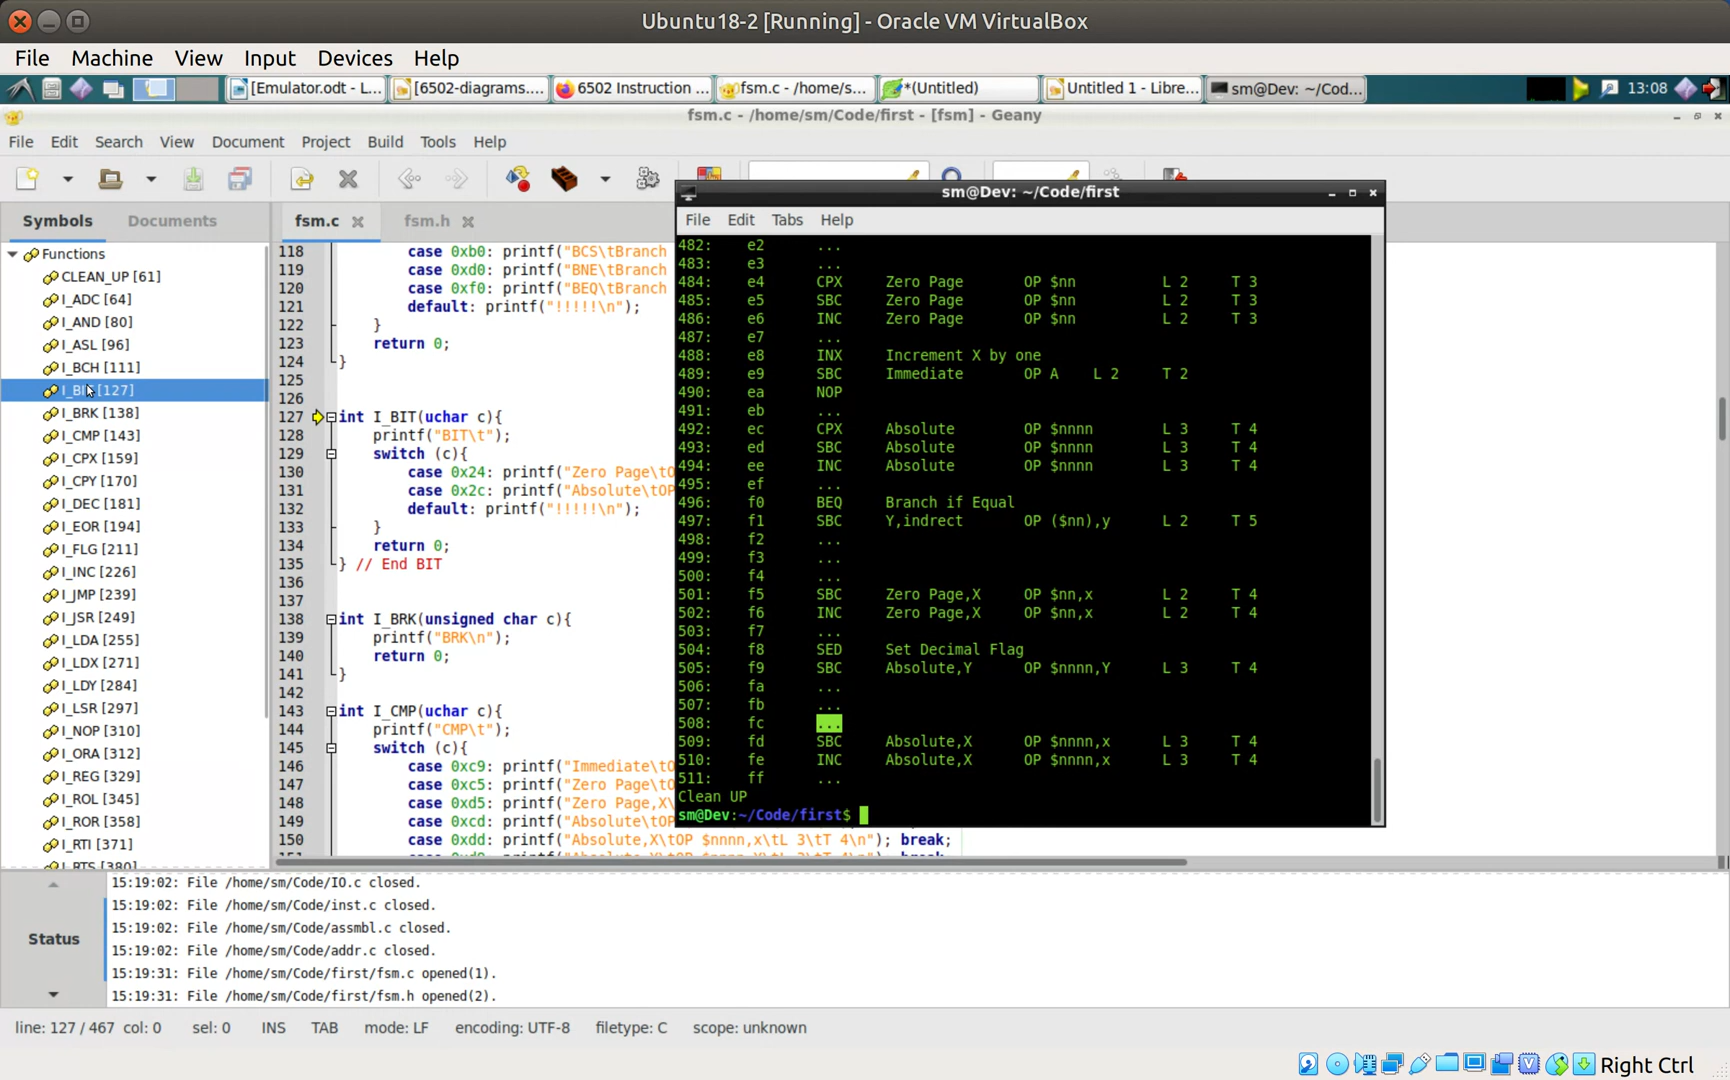 Ubuntu18-2 [Running] - Oracle VM VirtualBox
File Machine View Input Devices Help
[Emulator.odt - L... [6502-diagrams.... 6502 Instruction ... fsm.c - /home/s... *(Untitled) Untitled 1 - Libre... sm@Dev: ~/Cod... 13:08
fsm.c - /home/sm/Code/first - [fsm] - Geany
File Edit Search View Document Project Build Tools Help
Symbols Documents
Functions
CLEAN_UP [61]
I_ADC [64]
I_AND [80]
I_ASL [96]
I_BCH [111]
[127]
I_BRK [138]
I_CMP [143]
I_CPX [159]
I_CPY [170]
I_DEC [181]
I_EOR [194]
I_FLG [211]
I_INC [226]
I_JMP [239]
I_JSR [249]
I_LDA [255]
I_LDX [271]
I_LDY [284]
I_LSR [297]
I_NOP [310]
I_ORA [312]
I_REG [329]
I_ROL [345]
I_ROR [358]
I_RTI [371]
I_RTS [380]
fsm.c fsm.h
118 case 0xb0: printf("BCS\tBranch
119 case 0xd0: printf("BNE\tBranch
120 case 0xf0: printf("BEQ\tBranch
121 default: printf("!!!!!\n");
122 }
123 return 0;
124 }
125
126
127 int I_BIT(uchar c){
128 printf("BIT\t");
129 switch (c){
130 case 0x24: printf("Zero Page\tO
131 case 0x2c: printf("Absolute\tOP
132 default: printf("!!!!!\n");
133 }
134 return 0;
135 } // End BIT
136
137
138 int I_BRK(unsigned char c){
139 printf("BRK\n");
140 return 0;
141 }
142
143 int I_CMP(uchar c){
144 printf("CMP\t");
145 switch (c){
146 case 0xc9: printf("Immediate\tO
147 case 0xc5: printf("Zero Page\tO
148 case 0xd5: printf("Zero Page,X\
149 case 0xcd: printf("Absolute\tOP
150 case 0xdd: printf("Absolute,X\tOP $nnnn,x\tL 3\tT 4\n"); break;
sm@Dev: ~/Code/first
File Edit Tabs Help
482: e2 ...
483: e3 ...
484: e4 CPX Zero Page OP $nn L 2 T 3
485: e5 SBC Zero Page OP $nn L 2 T 3
486: e6 INC Zero Page OP $nn L 2 T 3
487: e7 ...
488: e8 INX Increment X by one
489: e9 SBC Immediate OP A L 2 T 2
490: ea NOP
491: eb ...
492: ec CPX Absolute OP $nnnn L 3 T 4
493: ed SBC Absolute OP $nnnn L 3 T 4
494: ee INC Absolute OP $nnnn L 3 T 4
495: ef ...
496: f0 BEQ Branch if Equal
497: f1 SBC Y,indrect OP ($nn),y L 2 T 5
498: f2 ...
499: f3 ...
500: f4 ...
501: f5 SBC Zero Page,X OP $nn,x L 2 T 4
502: f6 INC Zero Page,X OP $nn,x L 2 T 4
503: f7 ...
504: f8 SED Set Decimal Flag
505: f9 SBC Absolute,Y OP $nnnn,Y L 3 T 4
506: fa ...
507: fb ...
508: fc ...
509: fd SBC Absolute,X OP $nnnn,x L 3 T 4
510: fe INC Absolute,X OP $nnnn,x L 3 T 4
511: ff ...
Clean UP
sm@Dev:~/Code/first$
Status
15:19:02: File /home/sm/Code/IO.c closed.
15:19:02: File /home/sm/Code/inst.c closed.
15:19:02: File /home/sm/Code/assmbl.c closed.
15:19:02: File /home/sm/Code/addr.c closed.
15:19:31: File /home/sm/Code/first/fsm.c opened(1).
15:19:31: File /home/sm/Code/first/fsm.h opened(2).
line: 127 / 467 col: 0 sel: 0 INS TAB mode: LF encoding: UTF-8 filetype: C scope: unknown
Right Ctrl